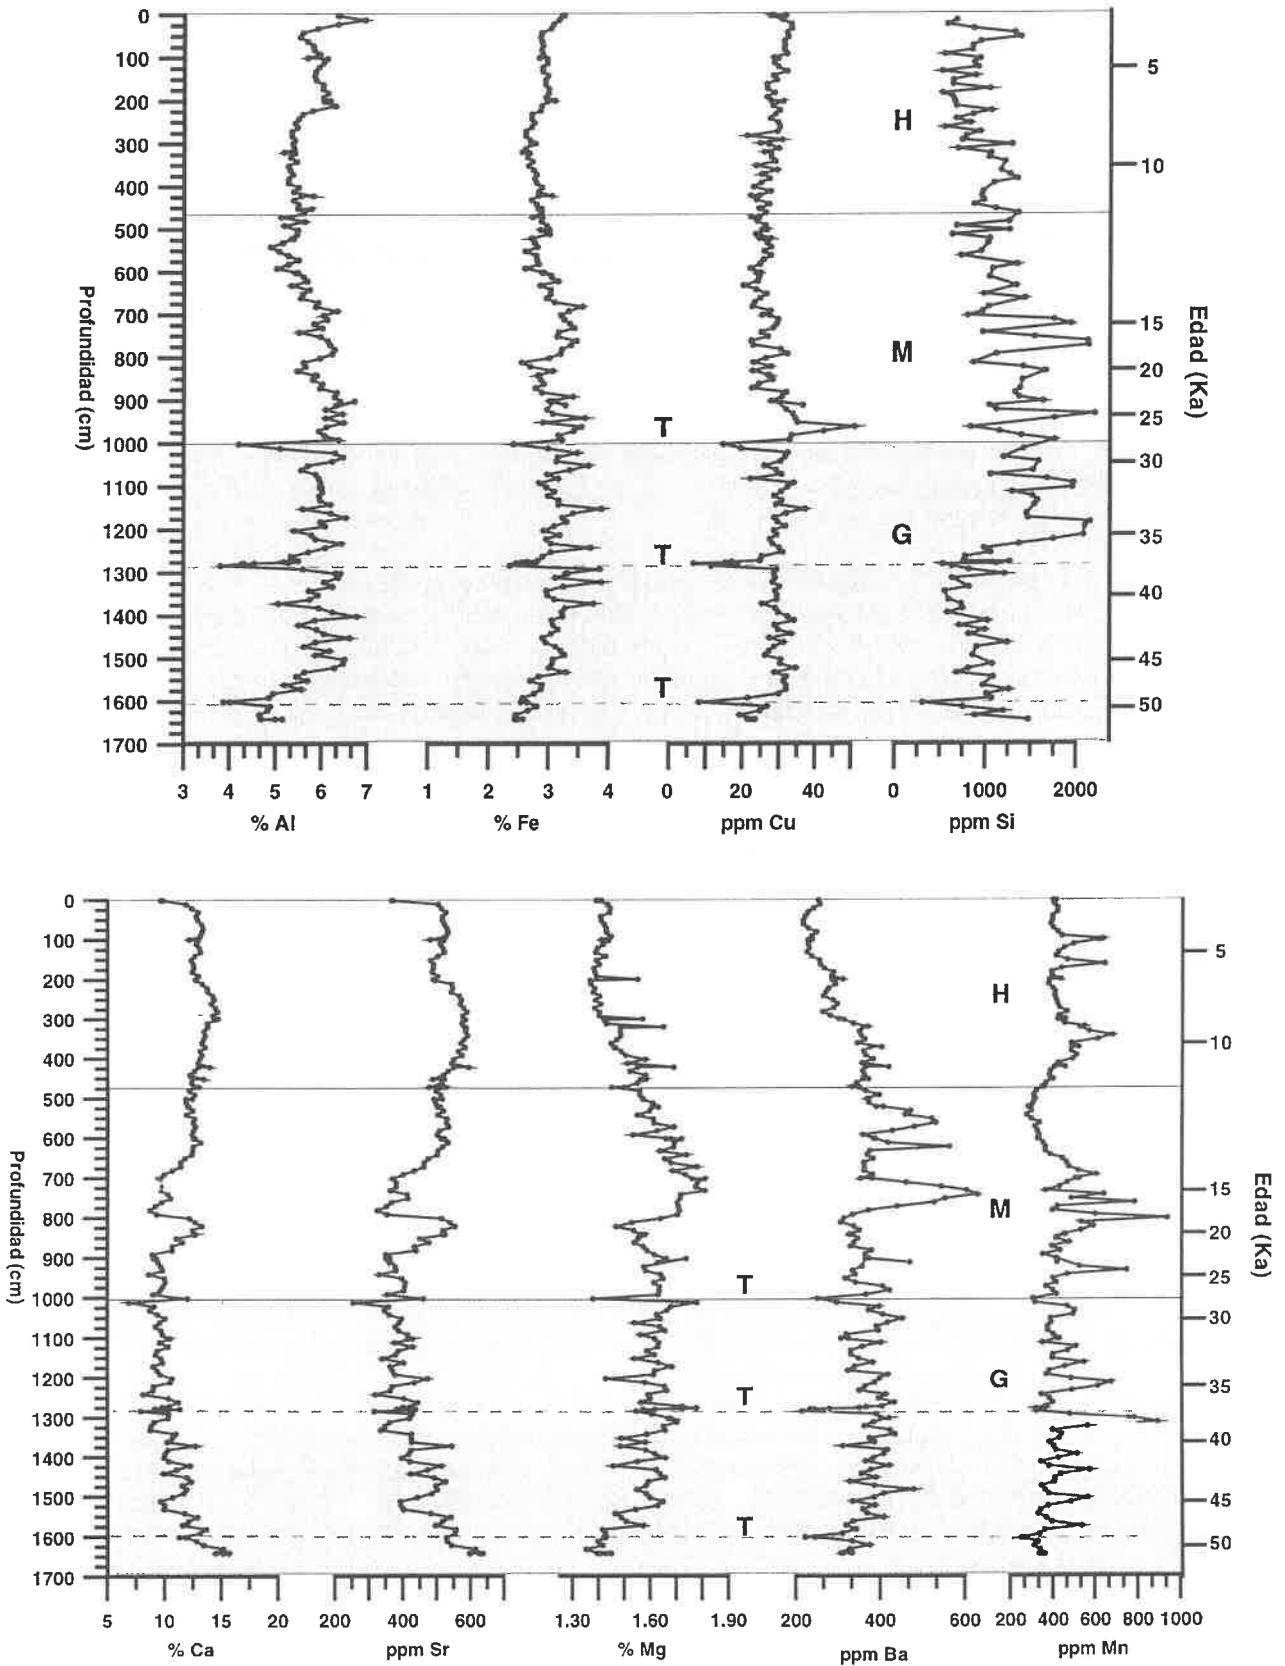 0
100
200
300
400
500
600
700
800
900
1000
1100
1200
1300
1400
1500
1600
1700
Profundidad (cm)
H
M
T
G
T
T
5
10
15
20
25
30
35
40
45
50
Edad (Ka)
3 4 5 6 7 1 2 3 4 0 20 40 0 1000 2000
% Al % Fe ppm Cu ppm Si
0
100
200
300
400
500
600
700
800
900
1000
1100
1200
1300
1400
1500
1600
1700
Profundidad (cm)
H
M
T
G
T
T
5
10
15
20
25
30
35
40
45
50
Edad (Ka)
5 10 15 20 200 400 600 1.30 1.60 1.90 200 400 600 200 400 600 800 1000
% Ca ppm Sr % Mg ppm Ba ppm Mn